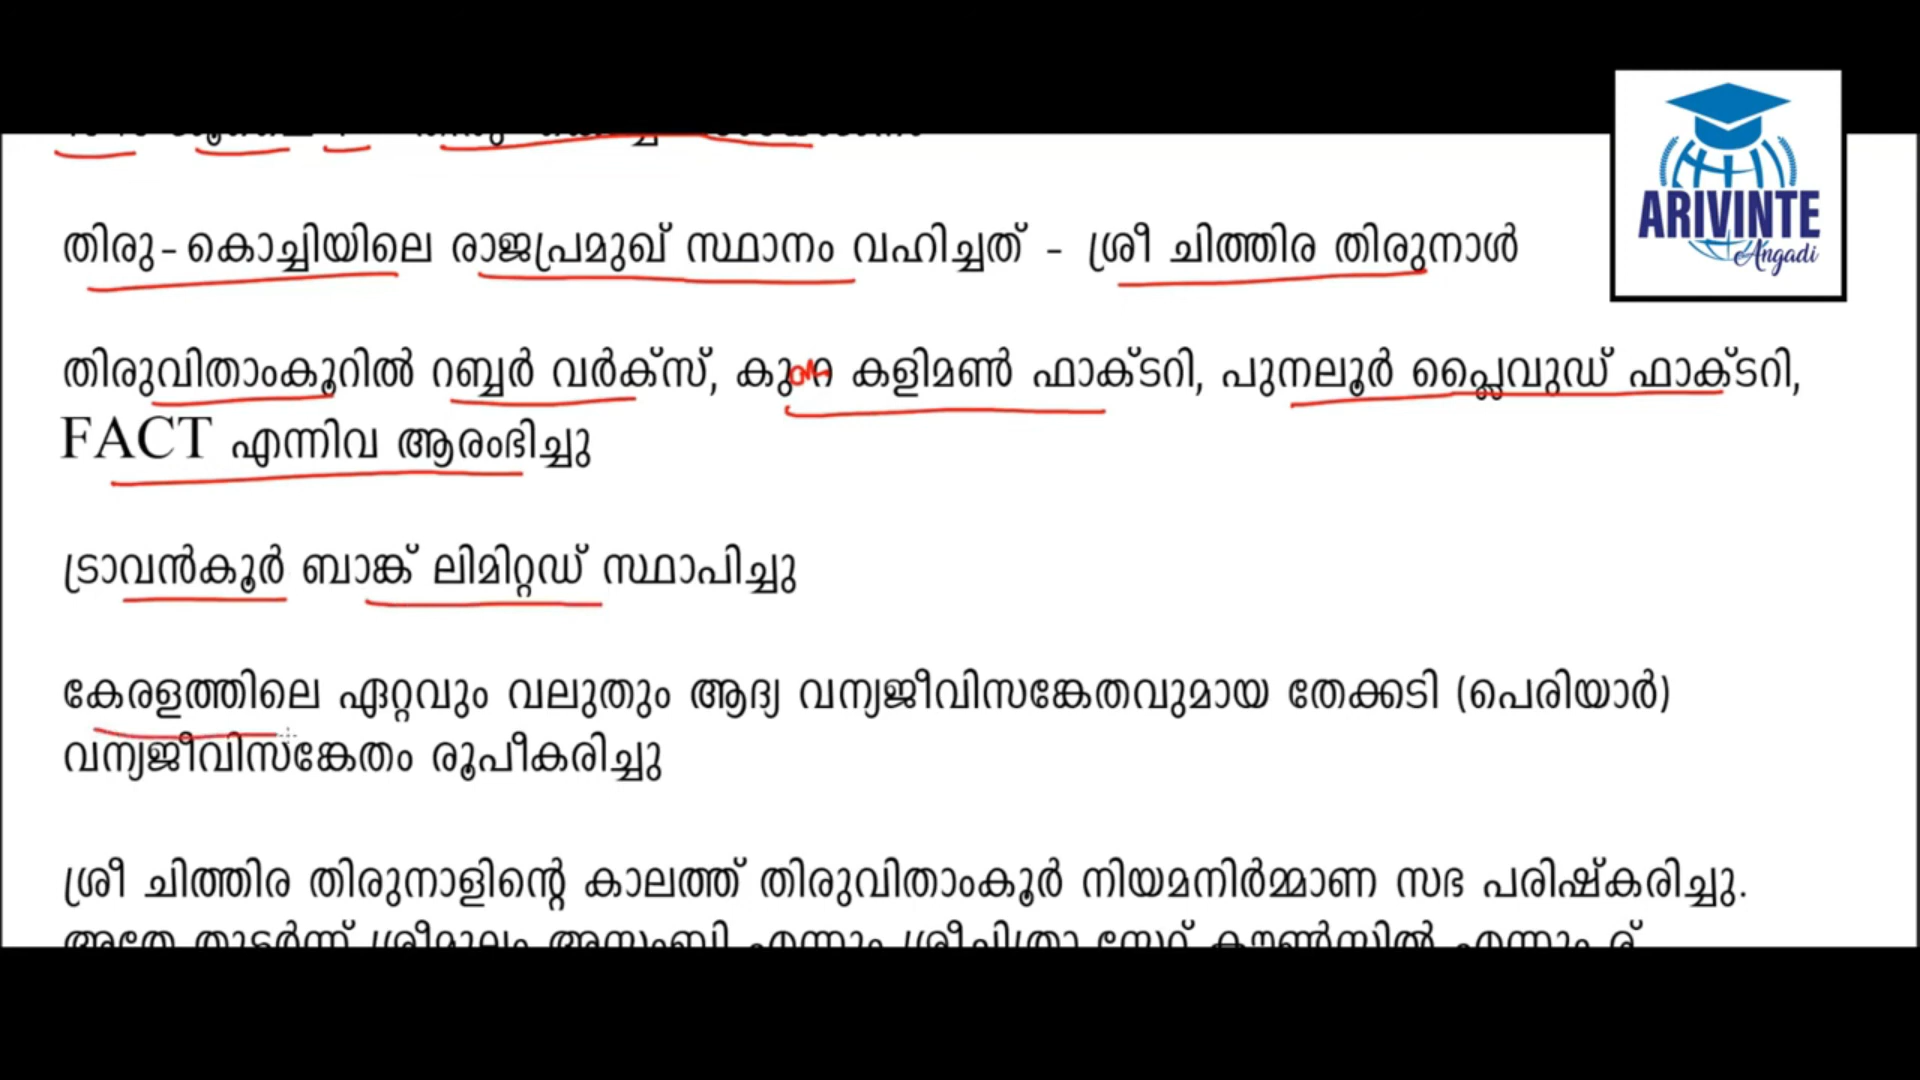 തിരു-കൊച്ചിയിലെ രാജപ്രമുഖ് സ്ഥാനം വഹിച്ചത് - ശ്രീ ചിത്തിര തിരുനാൾ
തിരുവിതാംകൂറിൽ റബ്ബർ വർക്സ്, കളിമൺ ഫാക്ടറി, പുനലൂർ പ്ലൈവുഡ് ഫാക്ടറി,
FACT എന്നിവ ആരംഭിച്ചു
ട്രാവൻകൂർ ബാങ്ക് ലിമിറ്റഡ് സ്ഥാപിച്ചു
കേരളത്തിലെ ഏറ്റവും വലുതും ആദ്യ വന്യജീവിസങ്കേതവുമായ തേക്കടി (പെരിയാർ)
വന്യജീവിസങ്കേതം രൂപീകരിച്ചു
ശ്രീ ചിത്തിര തിരുനാളിന്റെ കാലത്ത് തിരുവിതാംകൂർ നിയമനിർമ്മാണ സഭ പരിഷ്കരിച്ചു.
ARIVINTE
Angadi